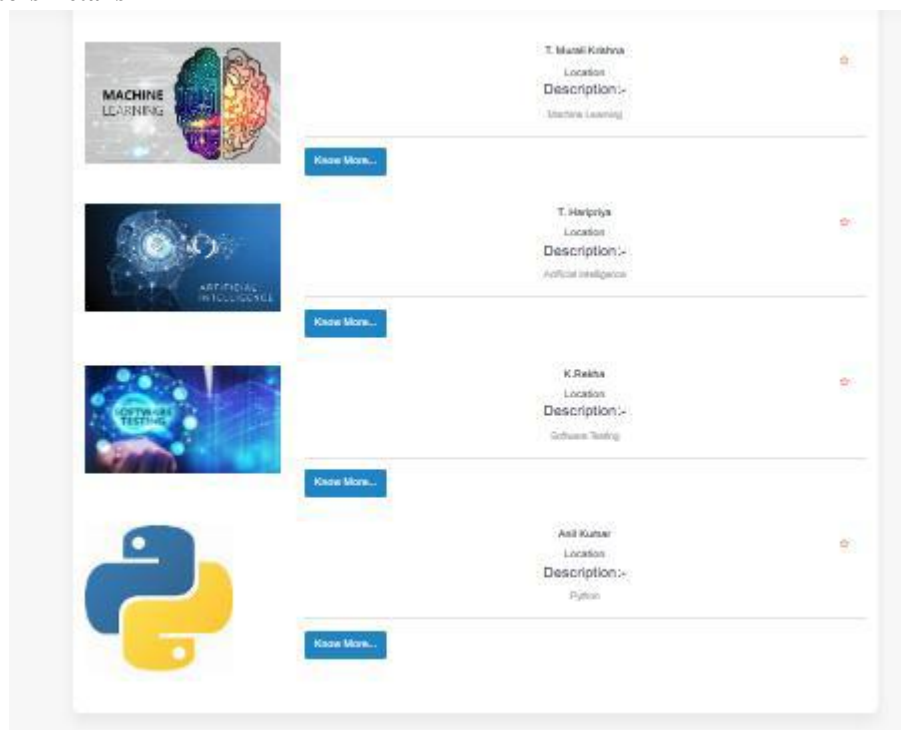 MACHINE
LEARNING
T. Murali Krishna
Location
Description:-
Machine Learning
Know More...
ARTIFICIAL
INTELLIGENCE
T. Haripriya
Location
Description:-
Artificial Intelligence
Know More...
SOFTWARE
TESTING
K.Rekha
Location
Description:-
Software Testing
Know More...
Anil Kumar
Location
Description:-
Python
Know More...